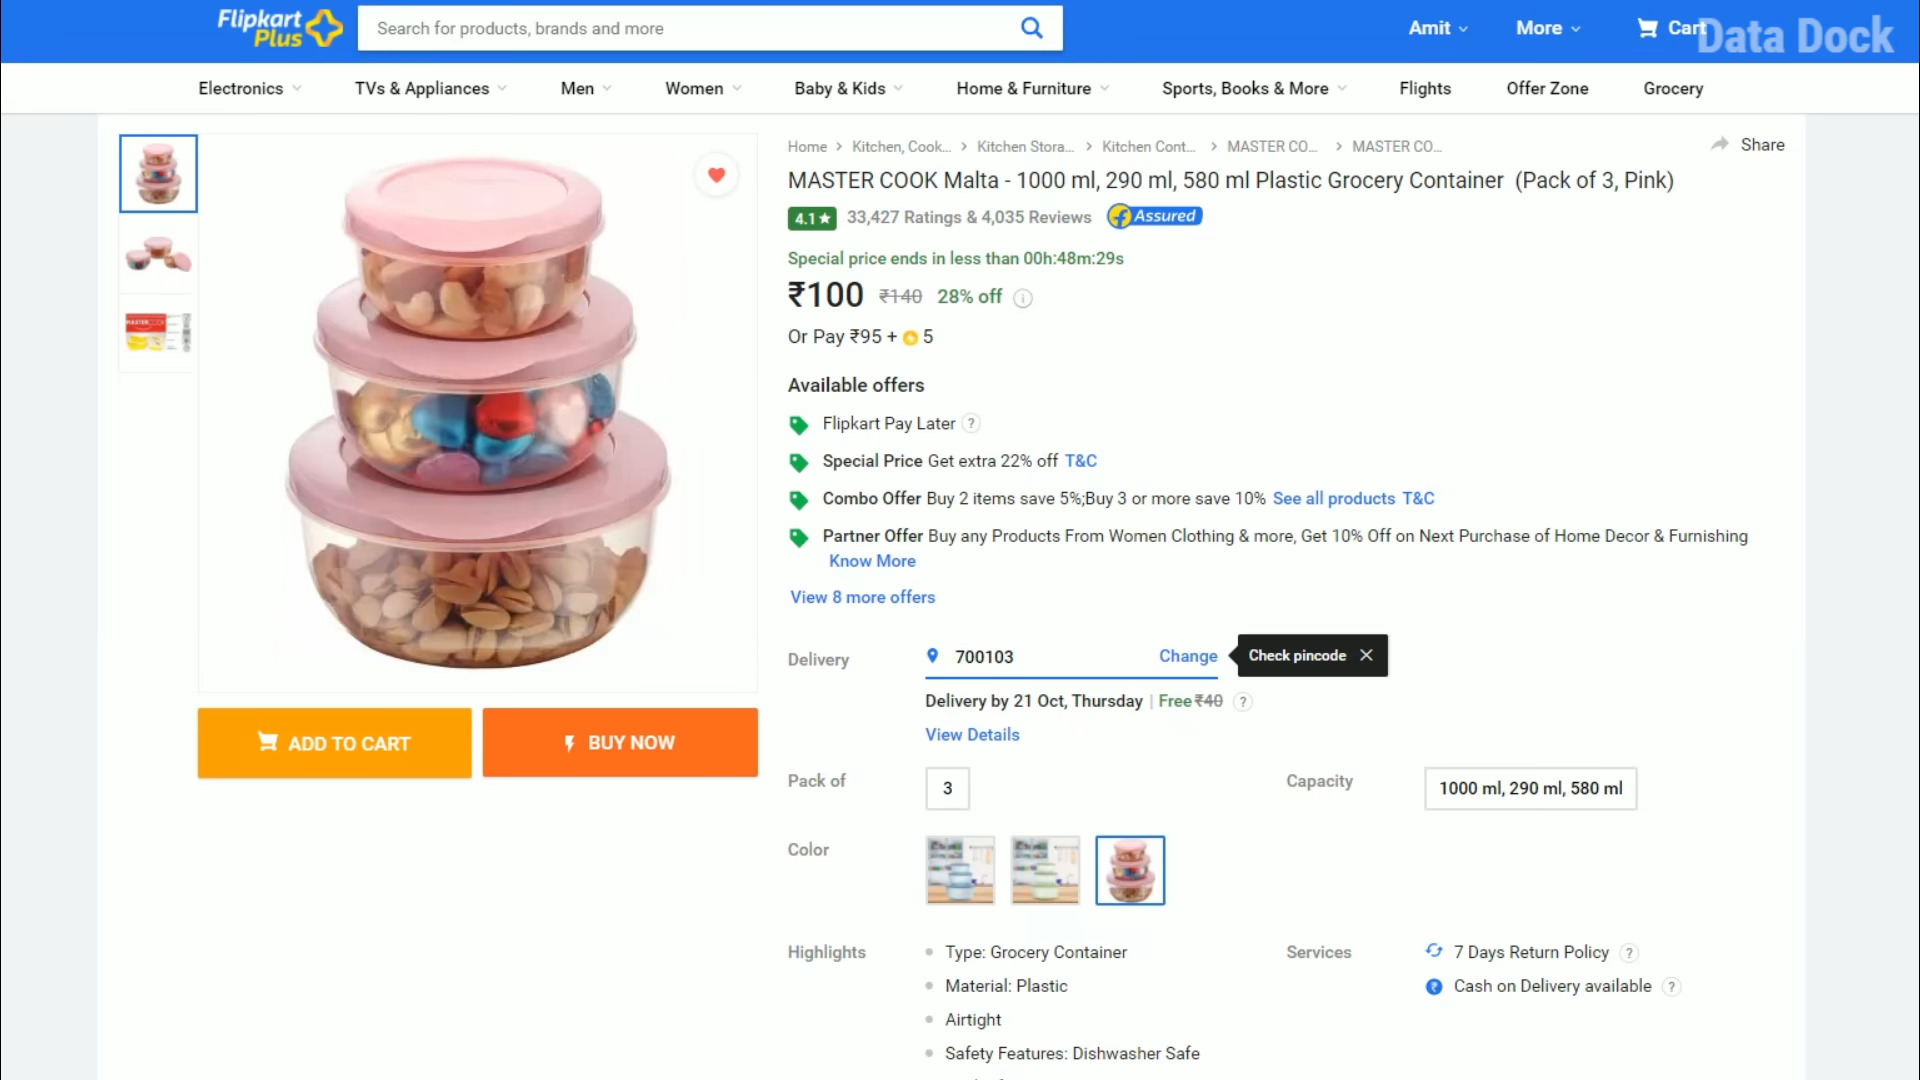 Flipkart
Plus
Search for products, brands and more
Amit
More
Cart
Data Dock
Electronics
TVs & Appliances
Men
Women
Baby & Kids
Home & Furniture
Sports, Books & More
Flights
Offer Zone
Grocery
Home
Kitchen, Cook...
Kitchen Stora...
Kitchen Cont...
MASTER CO...
MASTER CO...
Share
MASTER COOK Malta - 1000 ml, 290 ml, 580 ml Plastic Grocery Container (Pack of 3, Pink)
4.1★
33,427 Ratings & 4,035 Reviews
Assured
Special price ends in less than 00h:48m:29s
₹100 ₹140 28% off
Or Pay ₹95 + 5
Available offers
Flipkart Pay Later ?
Special Price Get extra 22% off T&C
Combo Offer Buy 2 items save 5%;Buy 3 or more save 10% See all products T&C
Partner Offer Buy any Products From Women Clothing & more, Get 10% Off on Next Purchase of Home Decor & Furnishing
Know More
View 8 more offers
Delivery
700103
Change
Check pincode
Delivery by 21 Oct, Thursday | Free ₹40 ?
View Details
ADD TO CART
BUY NOW
Pack of
3
Capacity
1000 ml, 290 ml, 580 ml
Color
Highlights
Type: Grocery Container
Material: Plastic
Airtight
Safety Features: Dishwasher Safe
Services
7 Days Return Policy ?
Cash on Delivery available ?